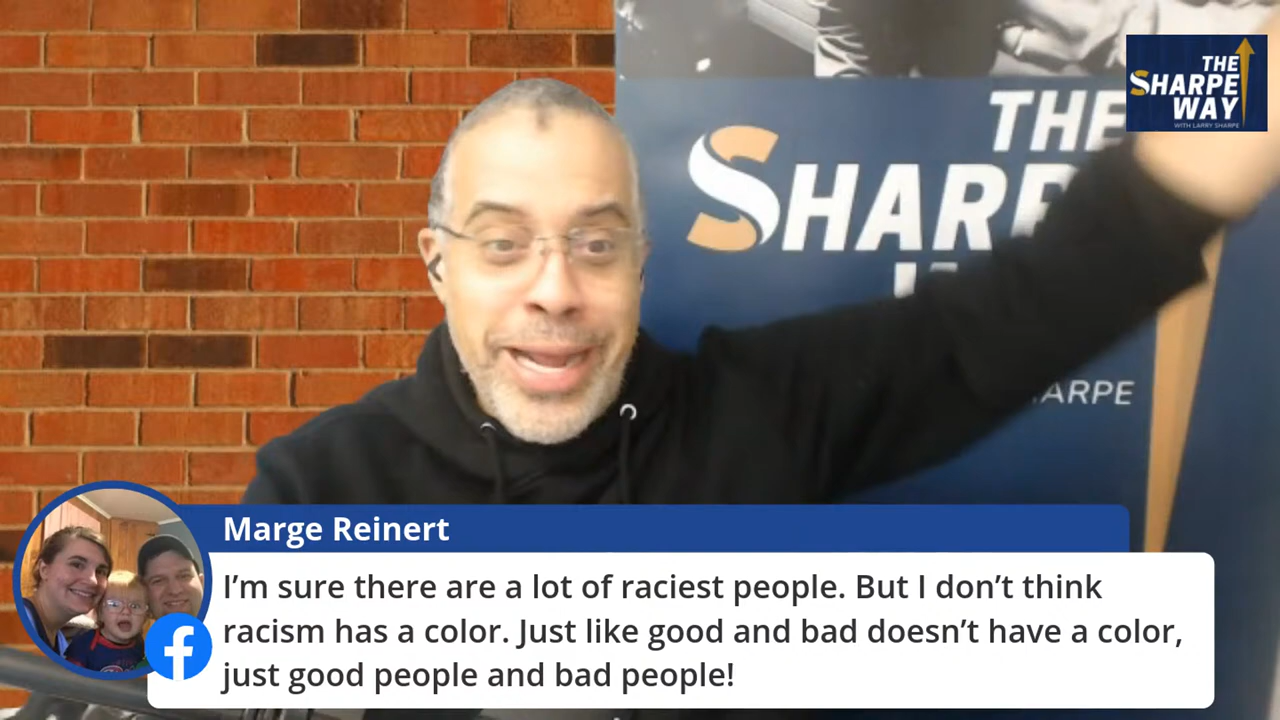 THE
SHARPE
WAY
WITH LARRY SHARPE
THE
SHARP
ARPE
Marge Reinert
I'm sure there are a lot of raciest people. But I don't think
racism has a color. Just like good and bad doesn't have a color,
just good people and bad people!